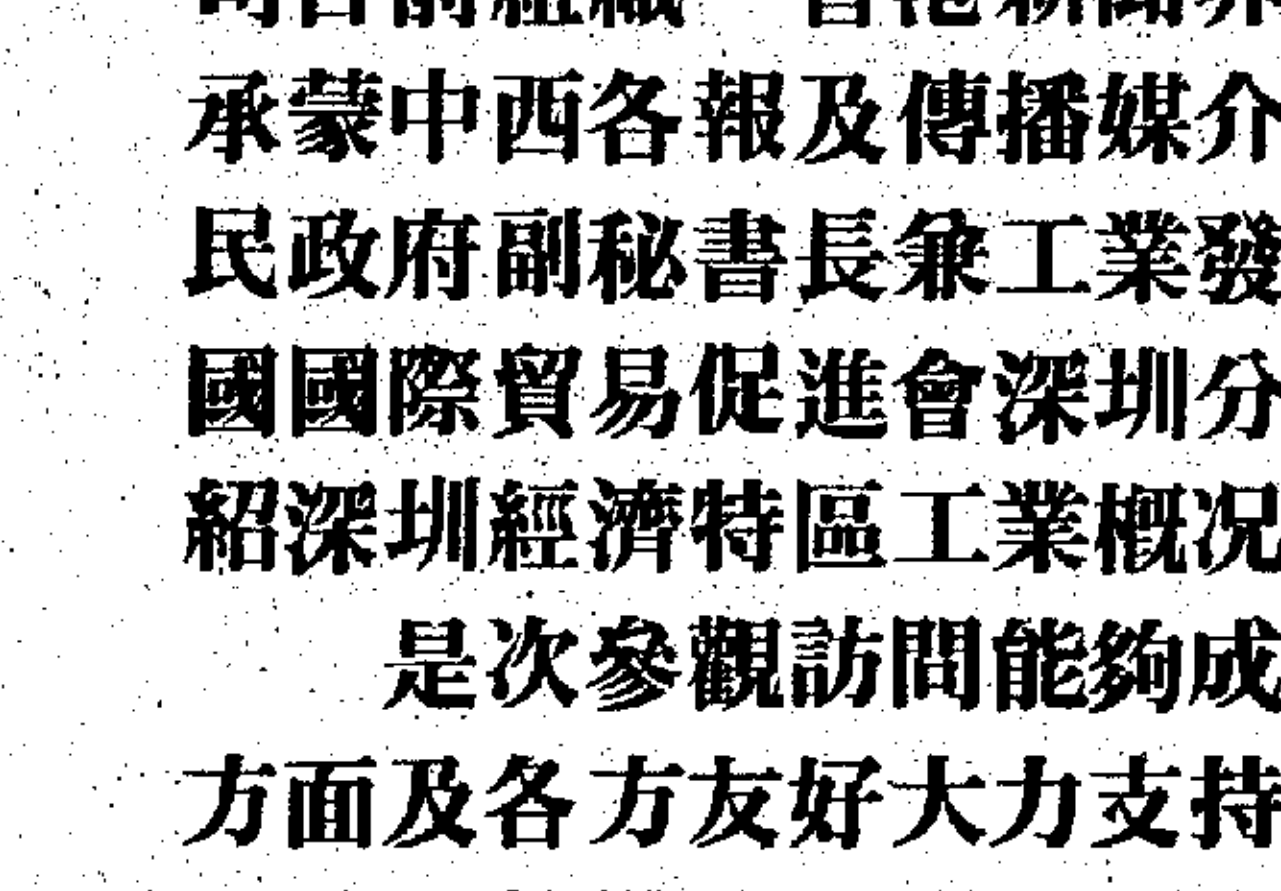 承蒙中西各報及傳播媒介
民政府副秘書長兼工業發
國國際貿易促進會深圳分
紹深圳經濟特區工業概況
是次參觀訪問能夠成
方面及各方友好大力支持